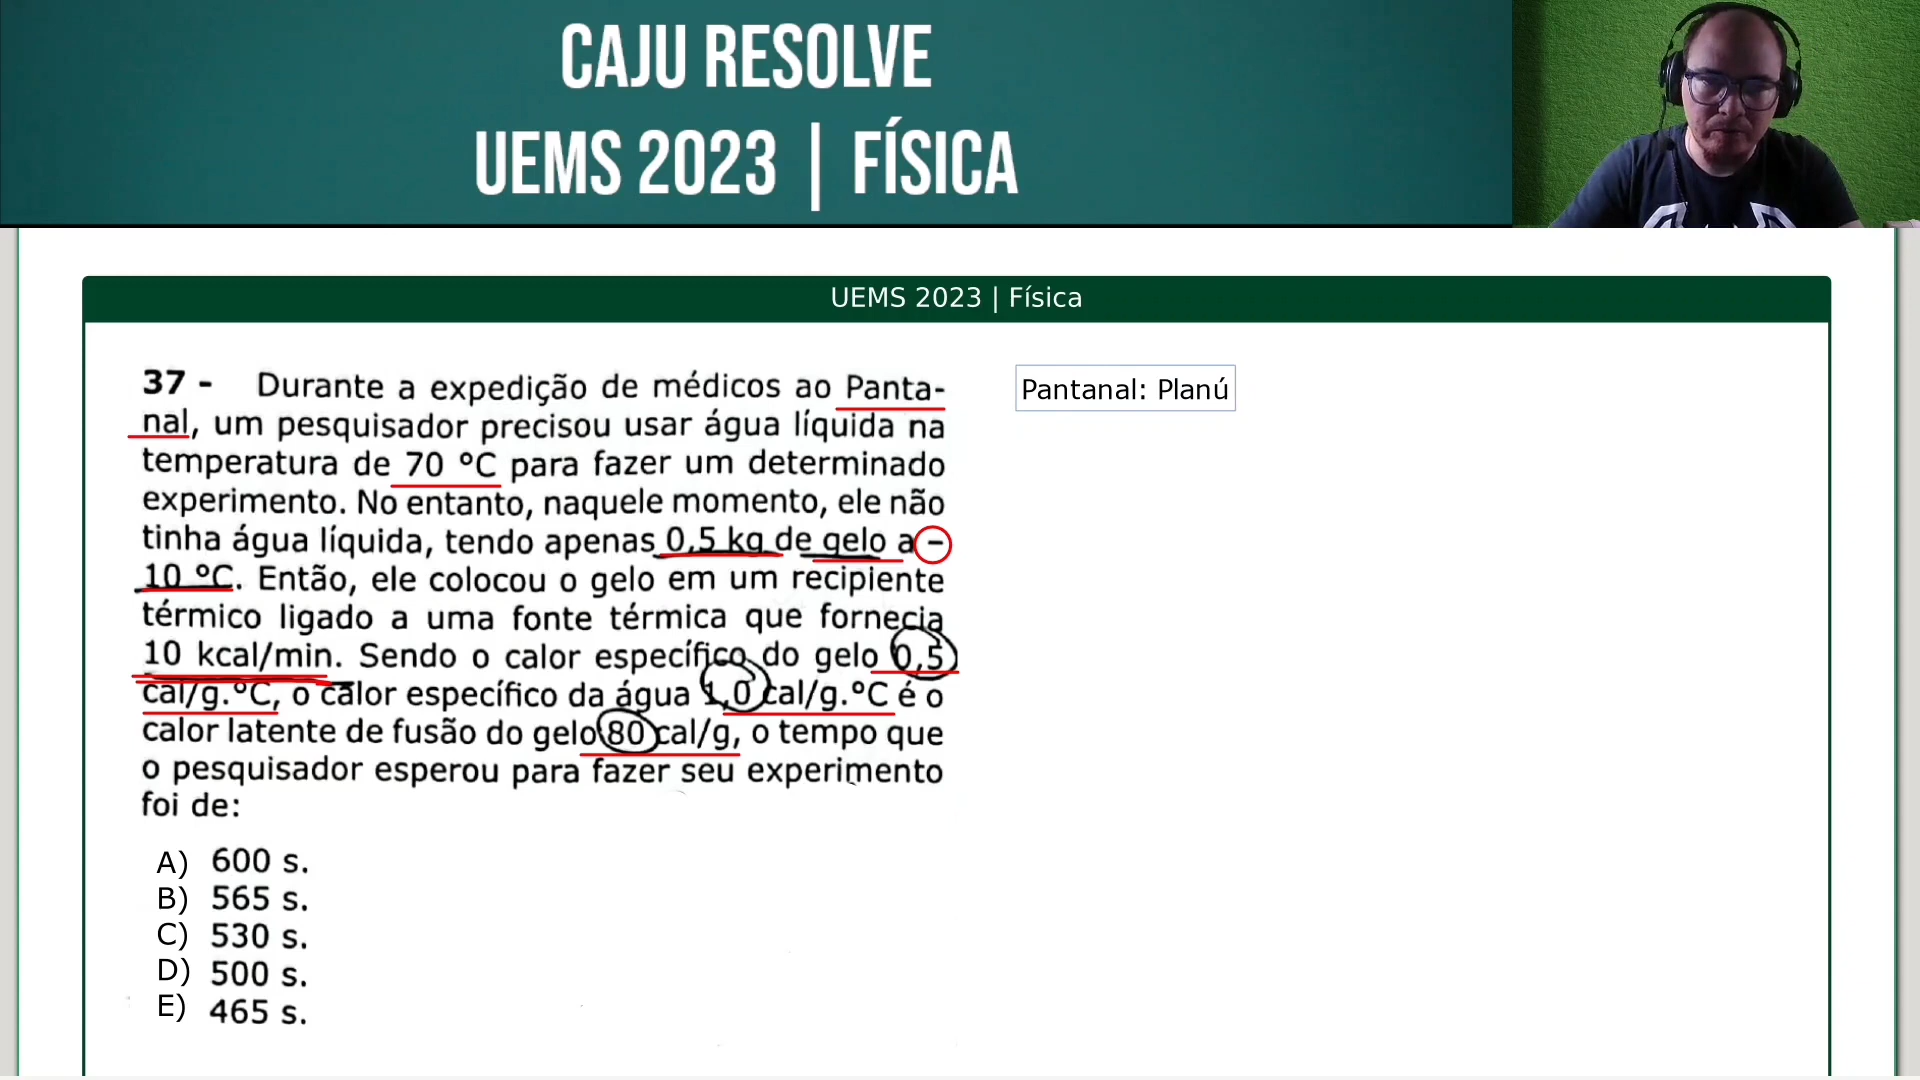 CAJU RESOLVE
UEMS 2023 | FÍSICA
UEMS 2023 | Física
37 - Durante a expedição de médicos ao Panta-
nal, um pesquisador precisou usar água líquida na
temperatura de 70 °C para fazer um determinado
experimento. No entanto, naquele momento, ele não
tinha água líquida, tendo apenas 0,5 kg de gelo a –
10 °C. Então, ele colocou o gelo em um recipiente
térmico ligado a uma fonte térmica que fornecia
10 kcal/min. Sendo o calor específico do gelo 0,5
cal/g.°C, o calor específico da água 1,0 cal/g.°C é o
calor latente de fusão do gelo 80 cal/g, o tempo que
o pesquisador esperou para fazer seu experimento
foi de:
A) 600 s.
B) 565 s.
C) 530 s.
D) 500 s.
E) 465 s.
Pantanal: Planú